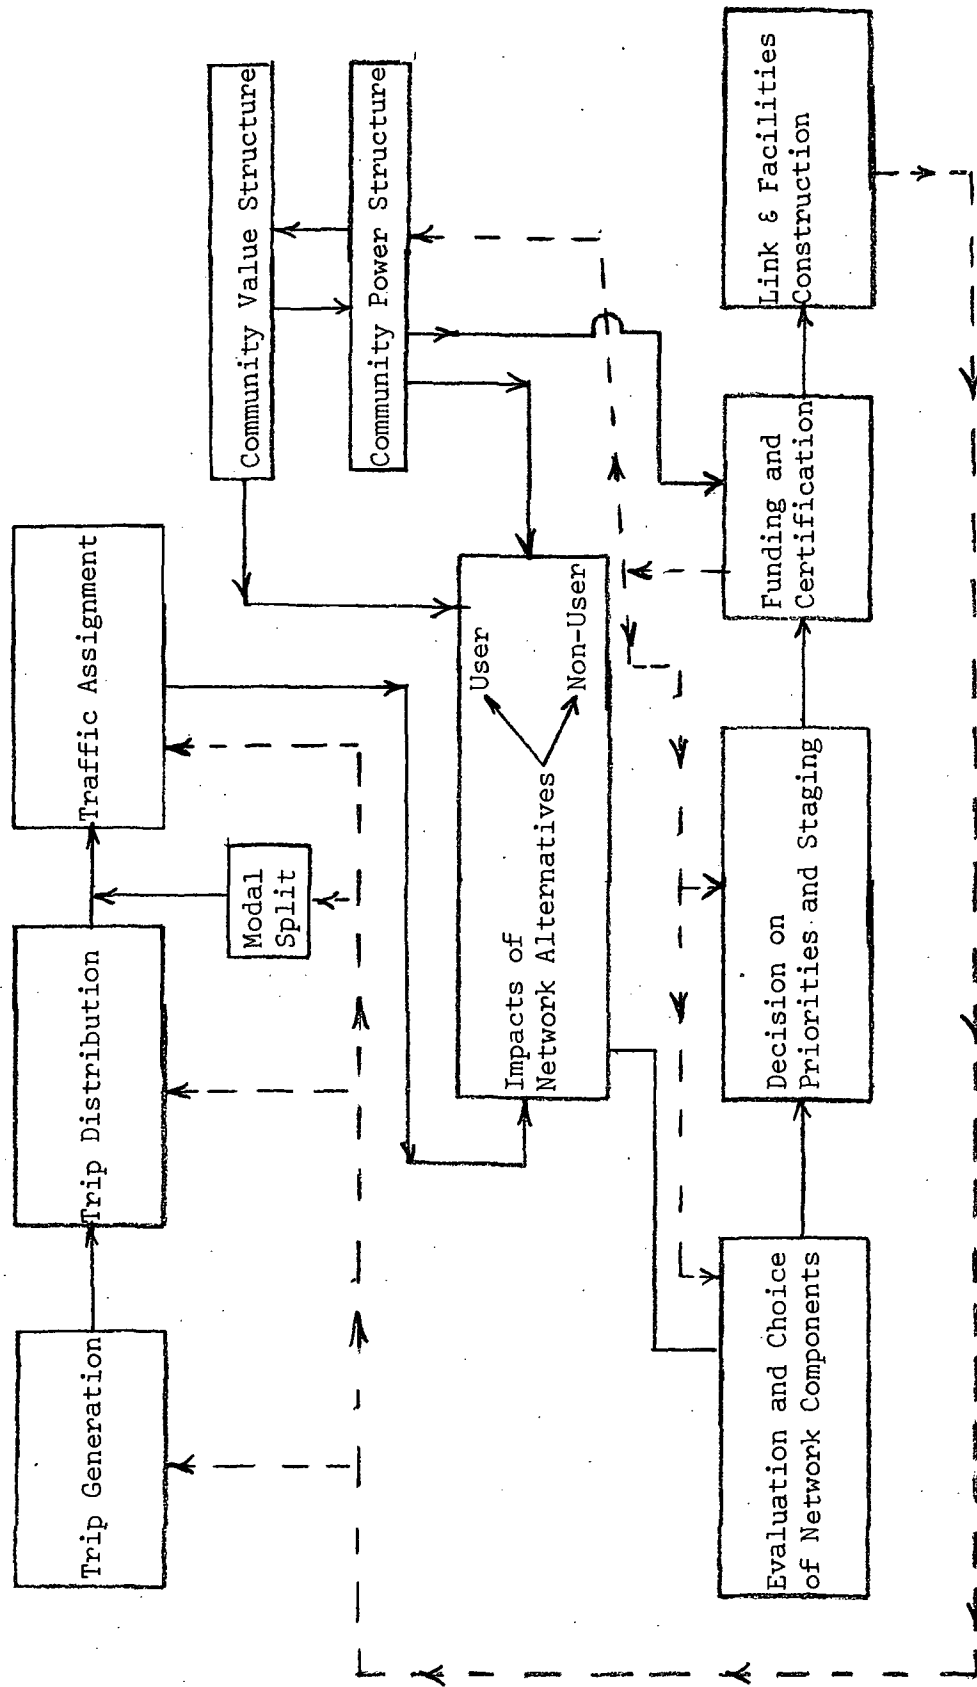 Trip Generation
Trip Distribution
Traffic Assignment
Modal
Split
Community Value Structure
Community Power Structure
Impacts of
Network Alternatives
User
Non-User
Evaluation and Choice
of Network Components
Decision on
Priorities and Staging
Funding and
Certification
Link & Facilities
Construction